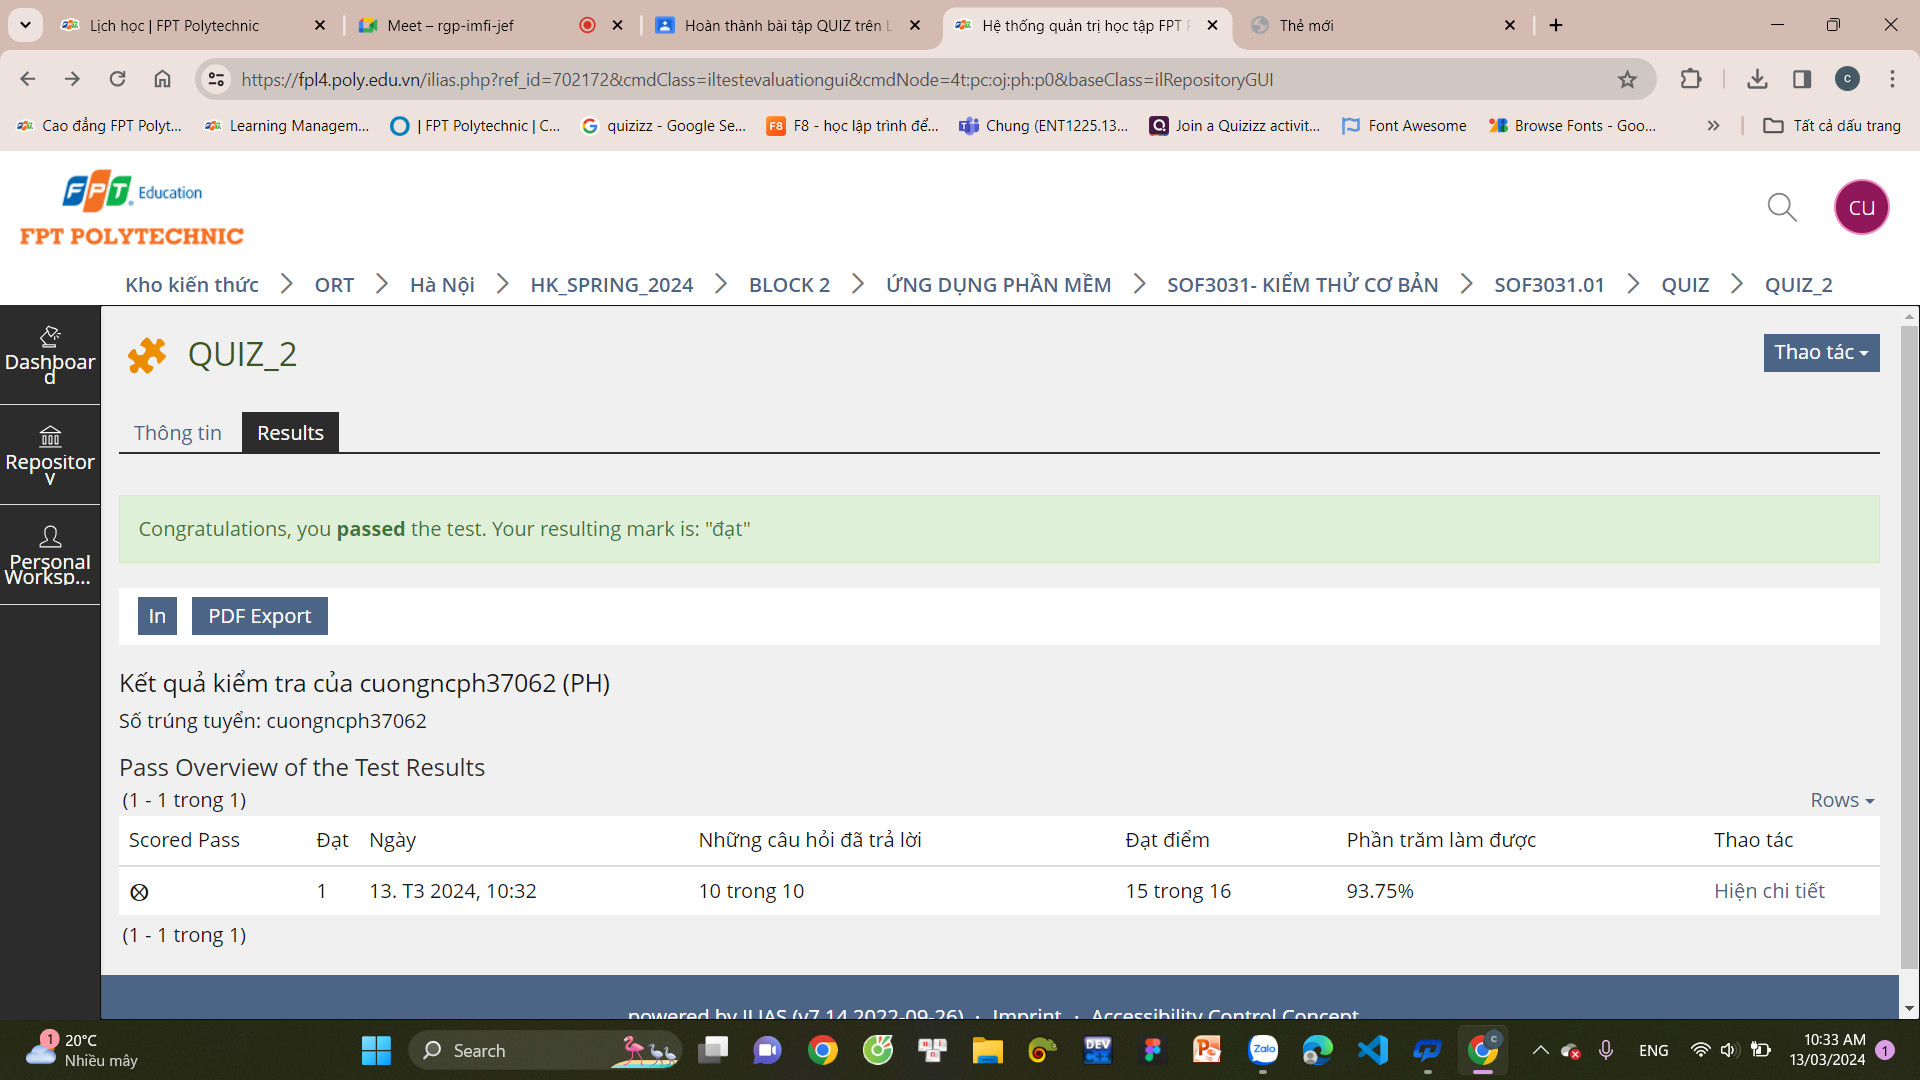 Lịch học | FPT Polytechnic
Meet – rgp-imfi-jef
Hoàn thành bài tập QUIZ trên L
Hệ thống quản trị học tập FPT P
Thẻ mới
https://fpl4.poly.edu.vn/ilias.php?ref_id=702172&cmdClass=iltestevaluationgui&cmdNode=4t:pc:oj:ph:p0&baseClass=ilRepositoryGUI
C
Cao đẳng FPT Polyt...
Learning Managem...
| FPT Polytechnic | C...
quizizz - Google Se...
F8 F8 - học lập trình để...
Chung (ENT1225.13...
Join a Quizizz activit...
Font Awesome
Browse Fonts - Goo...
Tất cả dấu trang
FPT Education
FPT POLYTECHNIC
CU
Kho kiến thức
ORT
Hà Nội
HK_SPRING_2024
BLOCK 2
ỨNG DỤNG PHẦN MỀM
SOF3031- KIỂM THỬ CƠ BẢN
SOF3031.01
QUIZ
QUIZ_2
Dashboar
d
Repositor
y
Personal
Worksp...
QUIZ_2
Thao tác
Thông tin
Results
Congratulations, you passed the test. Your resulting mark is: "đạt"
In
PDF Export
Kết quả kiểm tra của cuongncph37062 (PH)
Số trúng tuyển: cuongncph37062
Pass Overview of the Test Results
(1 - 1 trong 1)
Rows
Scored Pass Đạt Ngày Những câu hỏi đã trả lời Đạt điểm Phần trăm làm được Thao tác
1 13. T3 2024, 10:32 10 trong 10 15 trong 16 93.75% Hiện chi tiết
(1 - 1 trong 1)
powered by ILIAS (v7.14 2022-09-26) · Imprint · Accessibility Control Concept
1
20°C
Nhiều mây
Search
DEV
C++
Zalo
C
ENG
10:33 AM
13/03/2024
1